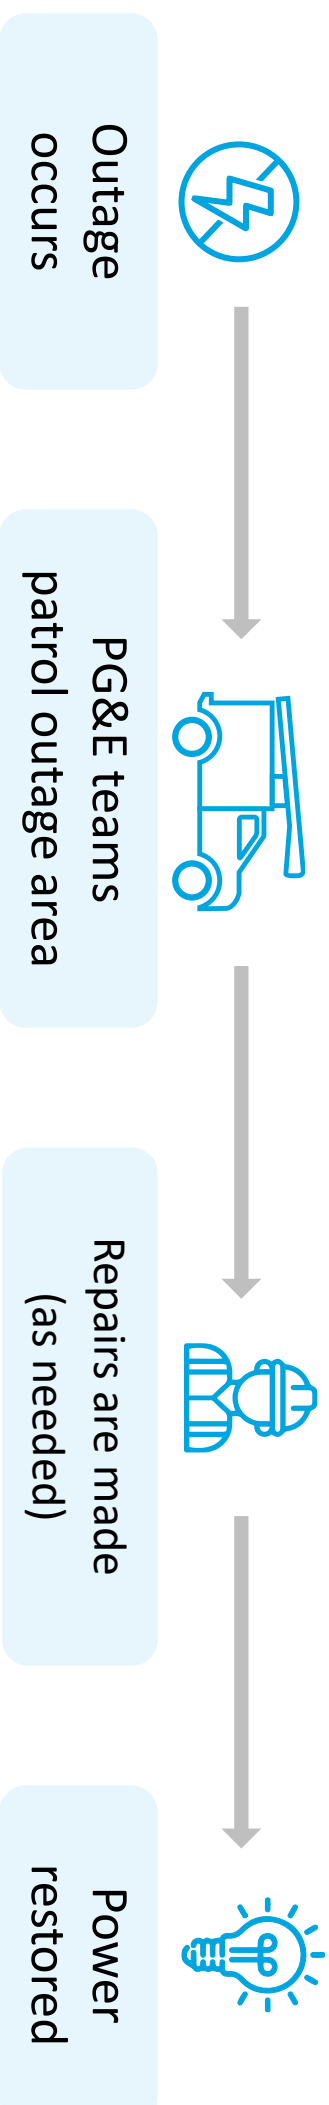 Outage
occurs
PG&E teams
patrol outage area
Repairs are made
(as needed)
Power
restored